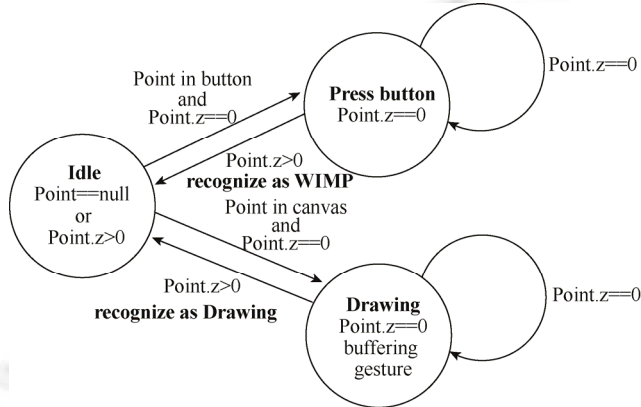 Point in button
and
Point.z==0
Press button
Point.z==0
Point.z==0
Idle
Point==null
or
Point.z>0
Point.z>0
recognize as WIMP
Point in canvas
and
Point.z==0
Point.z>0
recognize as Drawing
Drawing
Point.z==0
buffering
gesture
Point.z==0